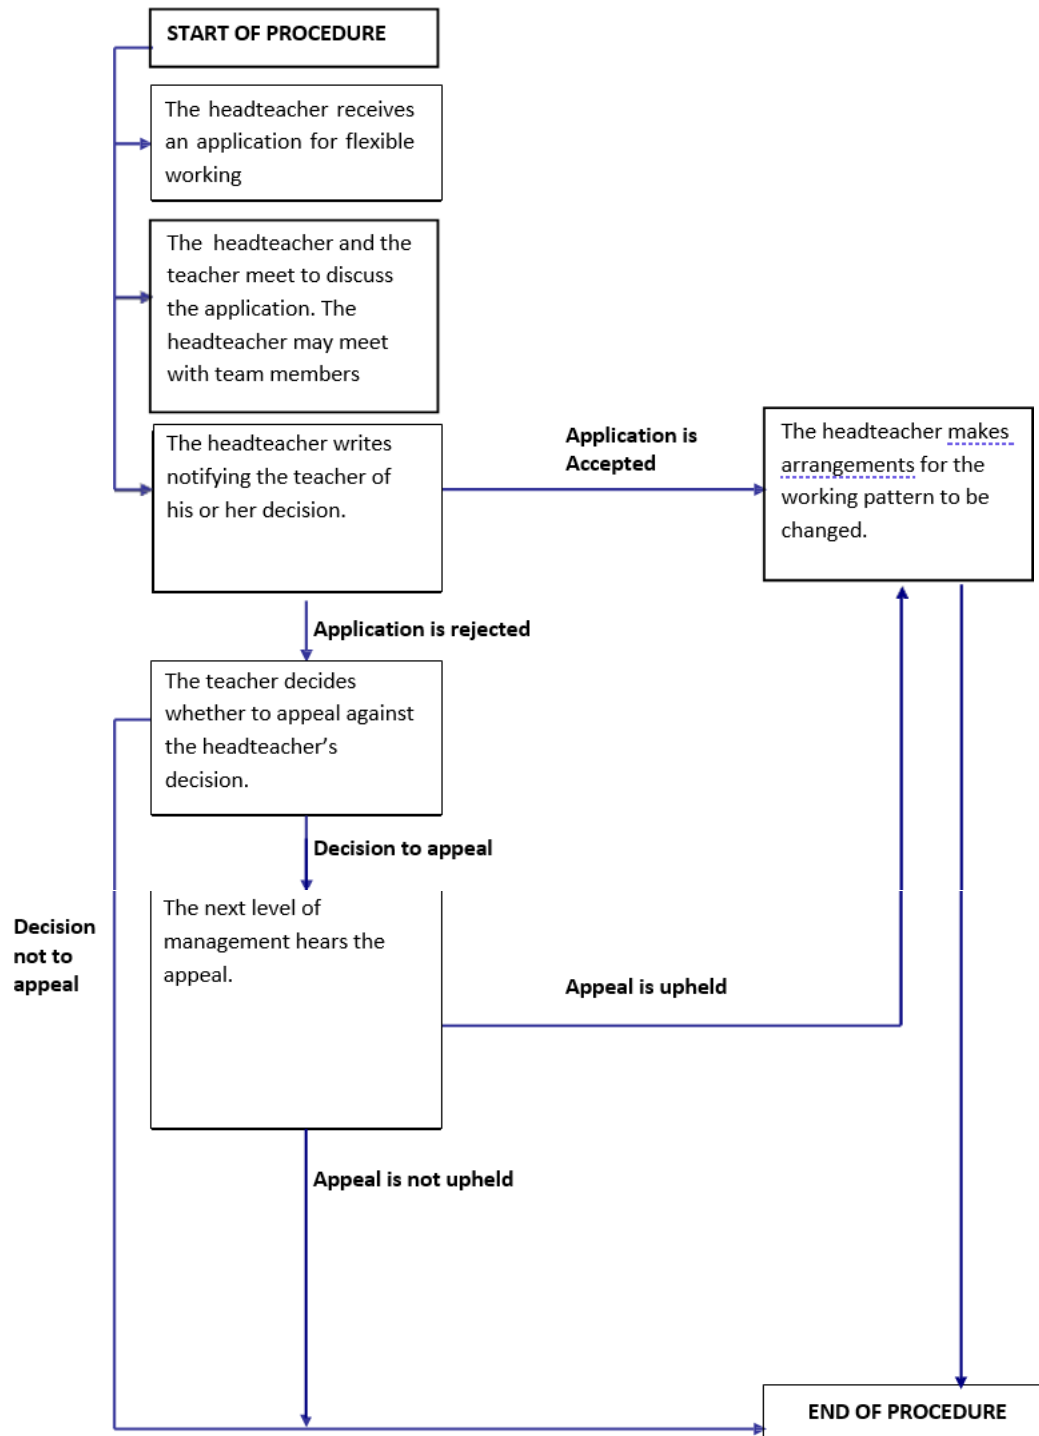 START OF PROCEDURE
The headteacher receives
an application for flexible
working
The headteacher and the
teacher meet to discuss
the application. The
headteacher may meet
with team members
The headteacher writes
notifying the teacher of
his or her decision.
Application is
Accepted
The headteacher makes
arrangements for the
working pattern to be
changed.
Application is rejected
The teacher decides
whether to appeal against
the headteacher’s
decision.
Decision to appeal
The next level of
management hears the
appeal.
Decision
not to
appeal
Appeal is upheld
Appeal is not upheld
END OF PROCEDURE